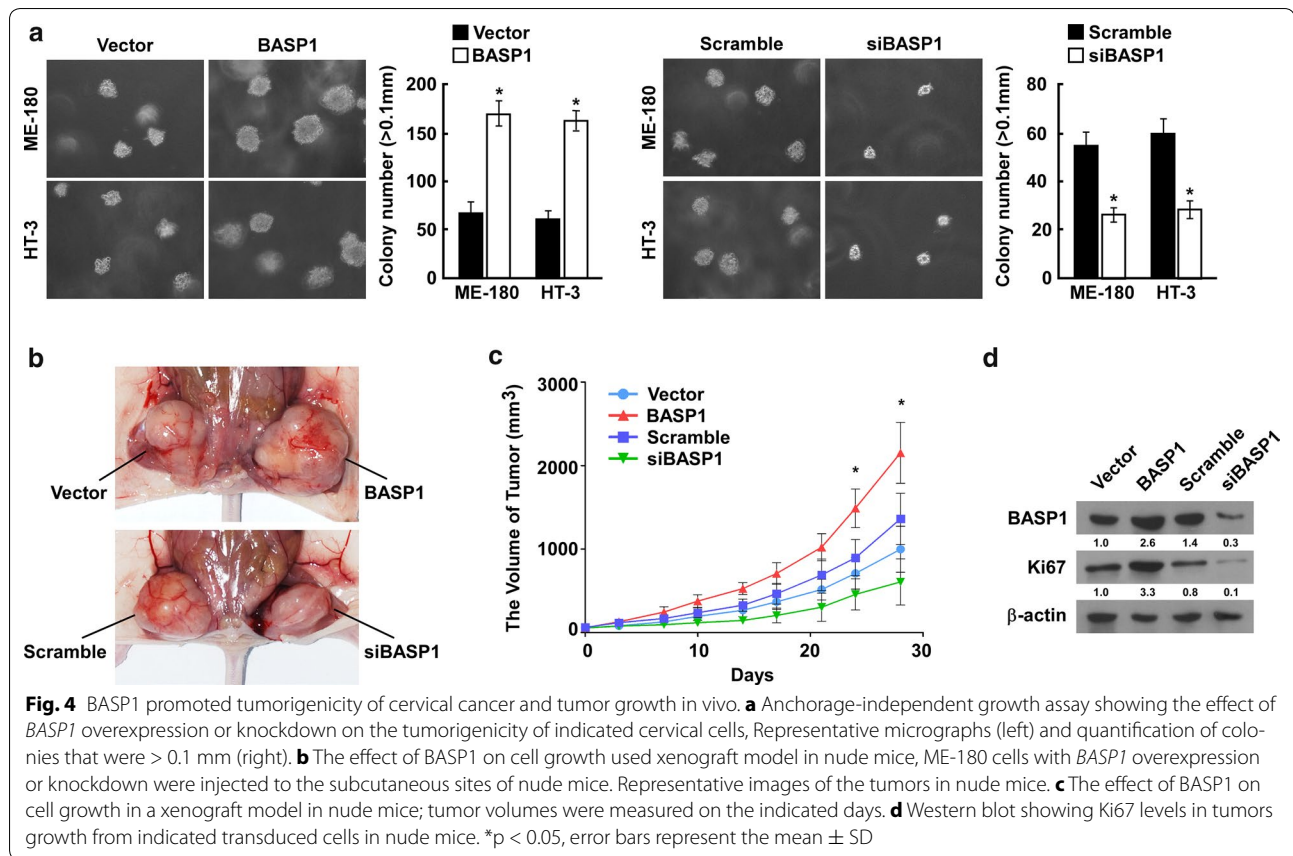 a
Vector
BASP1
ME-180
HT-3
Vector
BASP1
Colony number (>0.1mm)
200
150
100
50
0
*
*
ME-180
HT-3
Scramble
siBASP1
ME-180
HT-3
Scramble
siBASP1
Colony number (>0.1mm)
80
60
40
20
0
*
*
ME-180
HT-3
b
Vector
BASP1
Scramble
siBASP1
c
The Volume of Tumor (mm³)
3000
2000
1000
0
Vector
BASP1
Scramble
siBASP1
*
*
0
10
20
30
Days
d
Vector
BASP1
Scramble
siBASP1
BASP1
1.0 2.6 1.4 0.3
Ki67
1.0 3.3 0.8 0.1
β-actin
Fig. 4 BASP1 promoted tumorigenicity of cervical cancer and tumor growth in vivo. a Anchorage-independent growth assay showing the effect of
BASP1 overexpression or knockdown on the tumorigenicity of indicated cervical cells, Representative micrographs (left) and quantification of colo-
nies that were > 0.1 mm (right). b The effect of BASP1 on cell growth used xenograft model in nude mice, ME-180 cells with BASP1 overexpression
or knockdown were injected to the subcutaneous sites of nude mice. Representative images of the tumors in nude mice. c The effect of BASP1 on
cell growth in a xenograft model in nude mice; tumor volumes were measured on the indicated days. d Western blot showing Ki67 levels in tumors
growth from indicated transduced cells in nude mice. *p < 0.05, error bars represent the mean ± SD